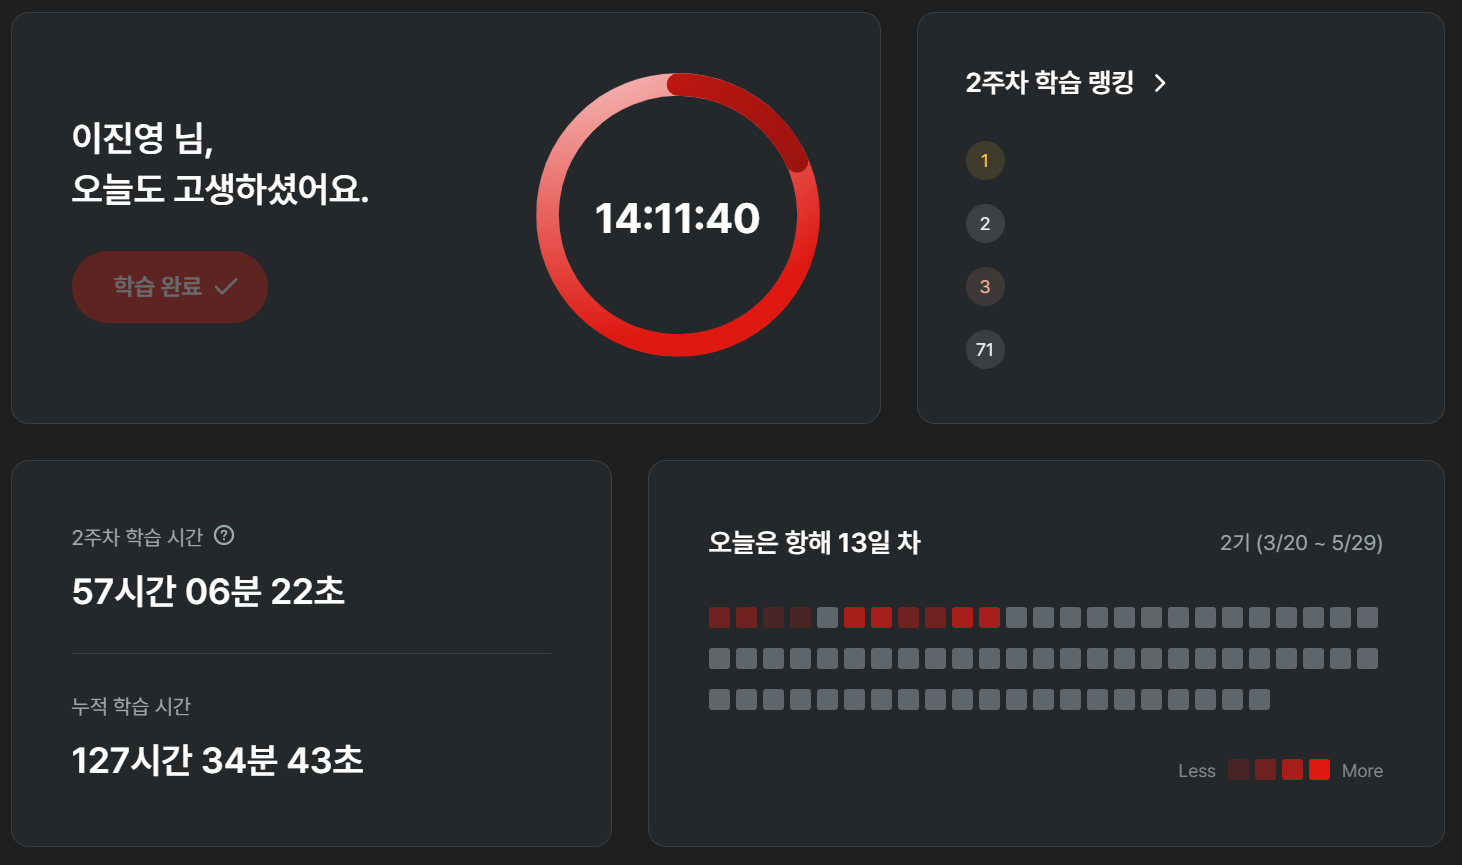 이진영 님,
오늘도 고생하셨어요.
학습 완료
14:11:40
2주차 학습 랭킹
1
2
3
71
2주차 학습 시간 ?
57시간 06분 22초
누적 학습 시간
127시간 34분 43초
오늘은 항해 13일 차
2기 (3/20 ~ 5/29)
Less
More